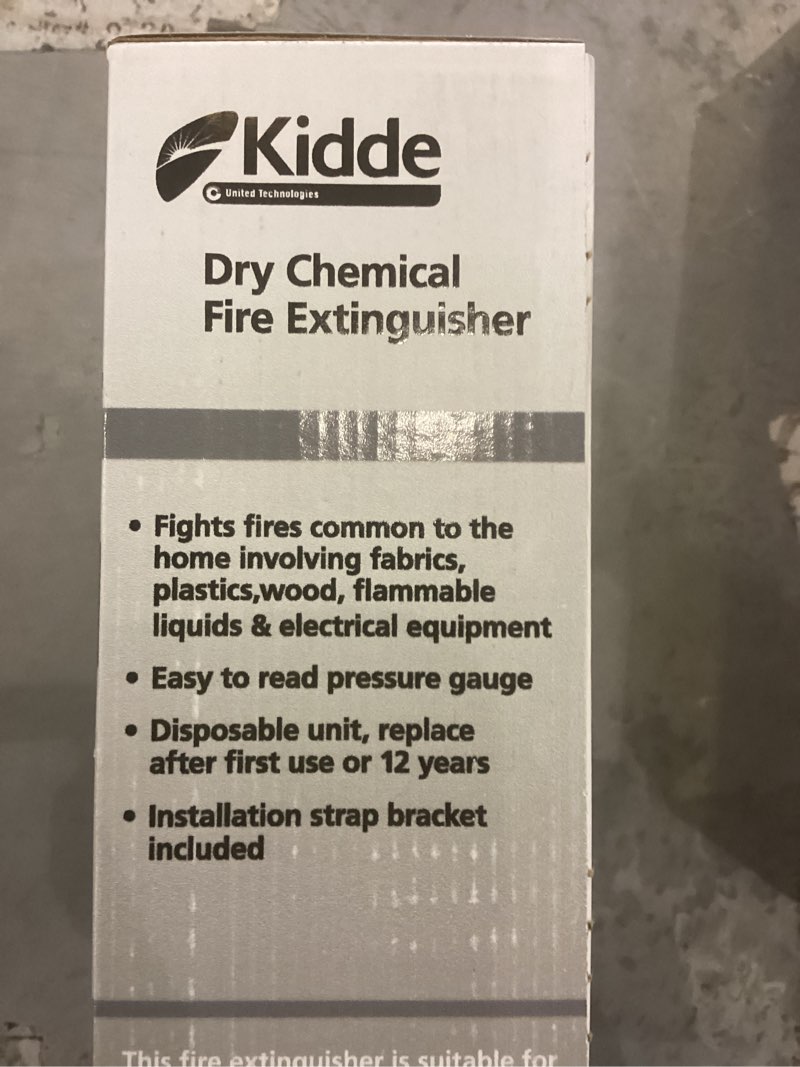 Kidde
United Technologies
Dry Chemical
Fire Extinguisher
• Fights fires common to the
home involving fabrics,
plastics,wood, flammable
liquids & electrical equipment
• Easy to read pressure gauge
• Disposable unit, replace
after first use or 12 years
• Installation strap bracket
included
This fire extinguisher is suitable for